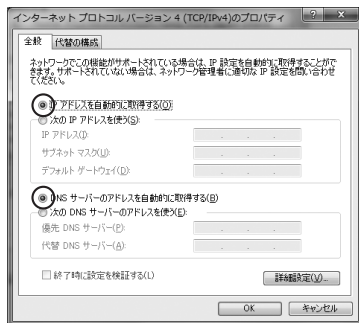 インターネット プロトコル バージョン 4 (TCP/IPv4)のプロパティ
全般 代替の構成
ネットワークでこの機能がサポートされている場合は、IP 設定を自動的に取得することがで
きます。サポートされていない場合は、ネットワーク管理者に適切な IP 設定を問い合わせ
てください。
IP アドレスを自動的に取得する(O)
次の IP アドレスを使う(S):
IP アドレス(I):
サブネット マスク(U):
デフォルト ゲートウェイ(D):
DNS サーバーのアドレスを自動的に取得する(B)
次の DNS サーバーのアドレスを使う(E):
優先 DNS サーバー(P):
代替 DNS サーバー(A):
終了時に設定を検証する(L)
詳細設定(V)...
OK キャンセル